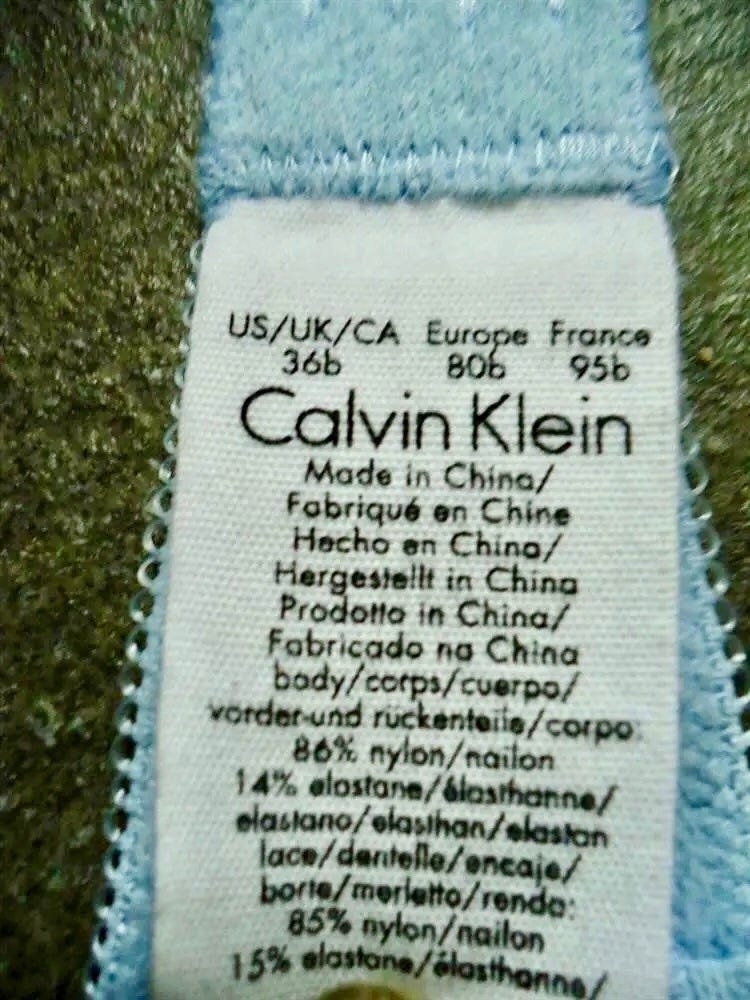 US/UK/CA Europe France
36b 80b 95b
Calvin Klein
Made in China/
Fabriqué en Chine
Hecho en China/
Hergestellt in China
Prodotto in China/
Fabricado na China
body/corps/cuerpo/
vorder-und rückenteile/corpo:
86% nylon/nailon
14% elastane/élasthanne/
elastano/elasthan/elastan
lace/dentelle/encaje/
borte/merletto/renda:
85% nylon/nailon
15% elastane/élasthanne/